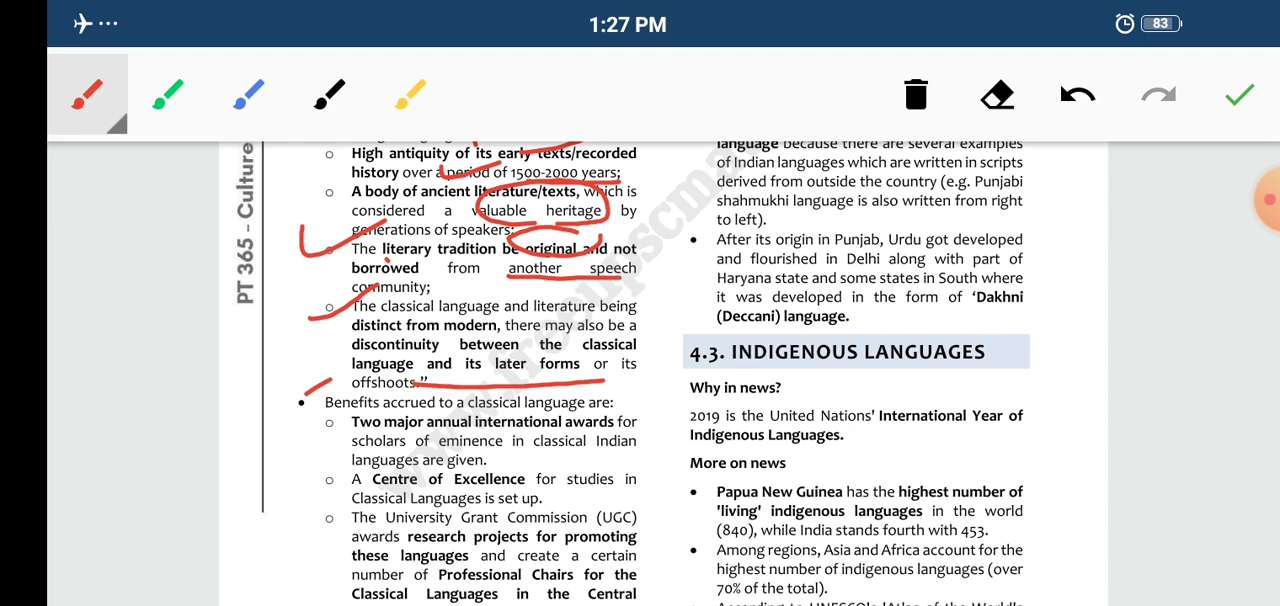 1:27 PM
83
PT 365 - Culture
High antiquity of its early texts/recorded
history over a period of 1500-2000 years;
A body of ancient literature/texts, which is
considered a valuable heritage by
generations of speakers;
The literary tradition be original and not
borrowed from another speech
community;
The classical language and literature being
distinct from modern, there may also be a
discontinuity between the classical
language and its later forms or its
offshoots.”
Benefits accrued to a classical language are:
Two major annual international awards for
scholars of eminence in classical Indian
languages are given.
A Centre of Excellence for studies in
Classical Languages is set up.
The University Grant Commission (UGC)
awards research projects for promoting
these languages and create a certain
number of Professional Chairs for the
Classical Languages in the Central
language because there are several examples
of Indian languages which are written in scripts
derived from outside the country (e.g. Punjabi
shahmukhi language is also written from right
to left).
After its origin in Punjab, Urdu got developed
and flourished in Delhi along with part of
Haryana state and some states in South where
it was developed in the form of ‘Dakhni
(Deccani) language.
4.3. INDIGENOUS LANGUAGES
Why in news?
2019 is the United Nations' International Year of
Indigenous Languages.
More on news
Papua New Guinea has the highest number of
'living' indigenous languages in the world
(840), while India stands fourth with 453.
Among regions, Asia and Africa account for the
highest number of indigenous languages (over
70% of the total).
According to UNESCO's 'Atlas of the World's